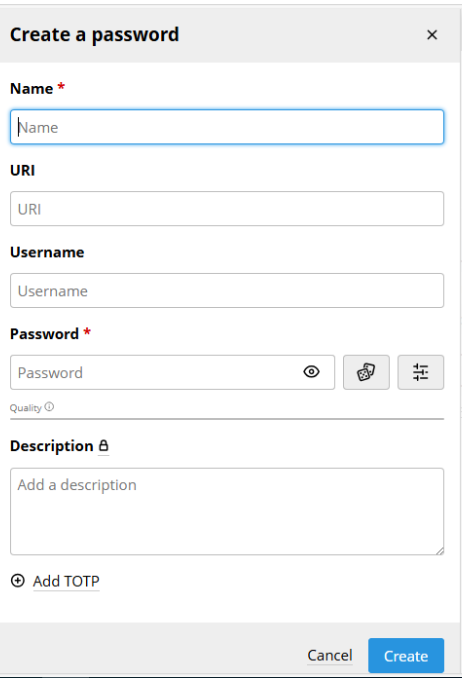 Create a password ×
Name *
Name
URI
URI
Username
Username
Password *
Password
Quality
Description
Add a description
Add TOTP
Cancel Create